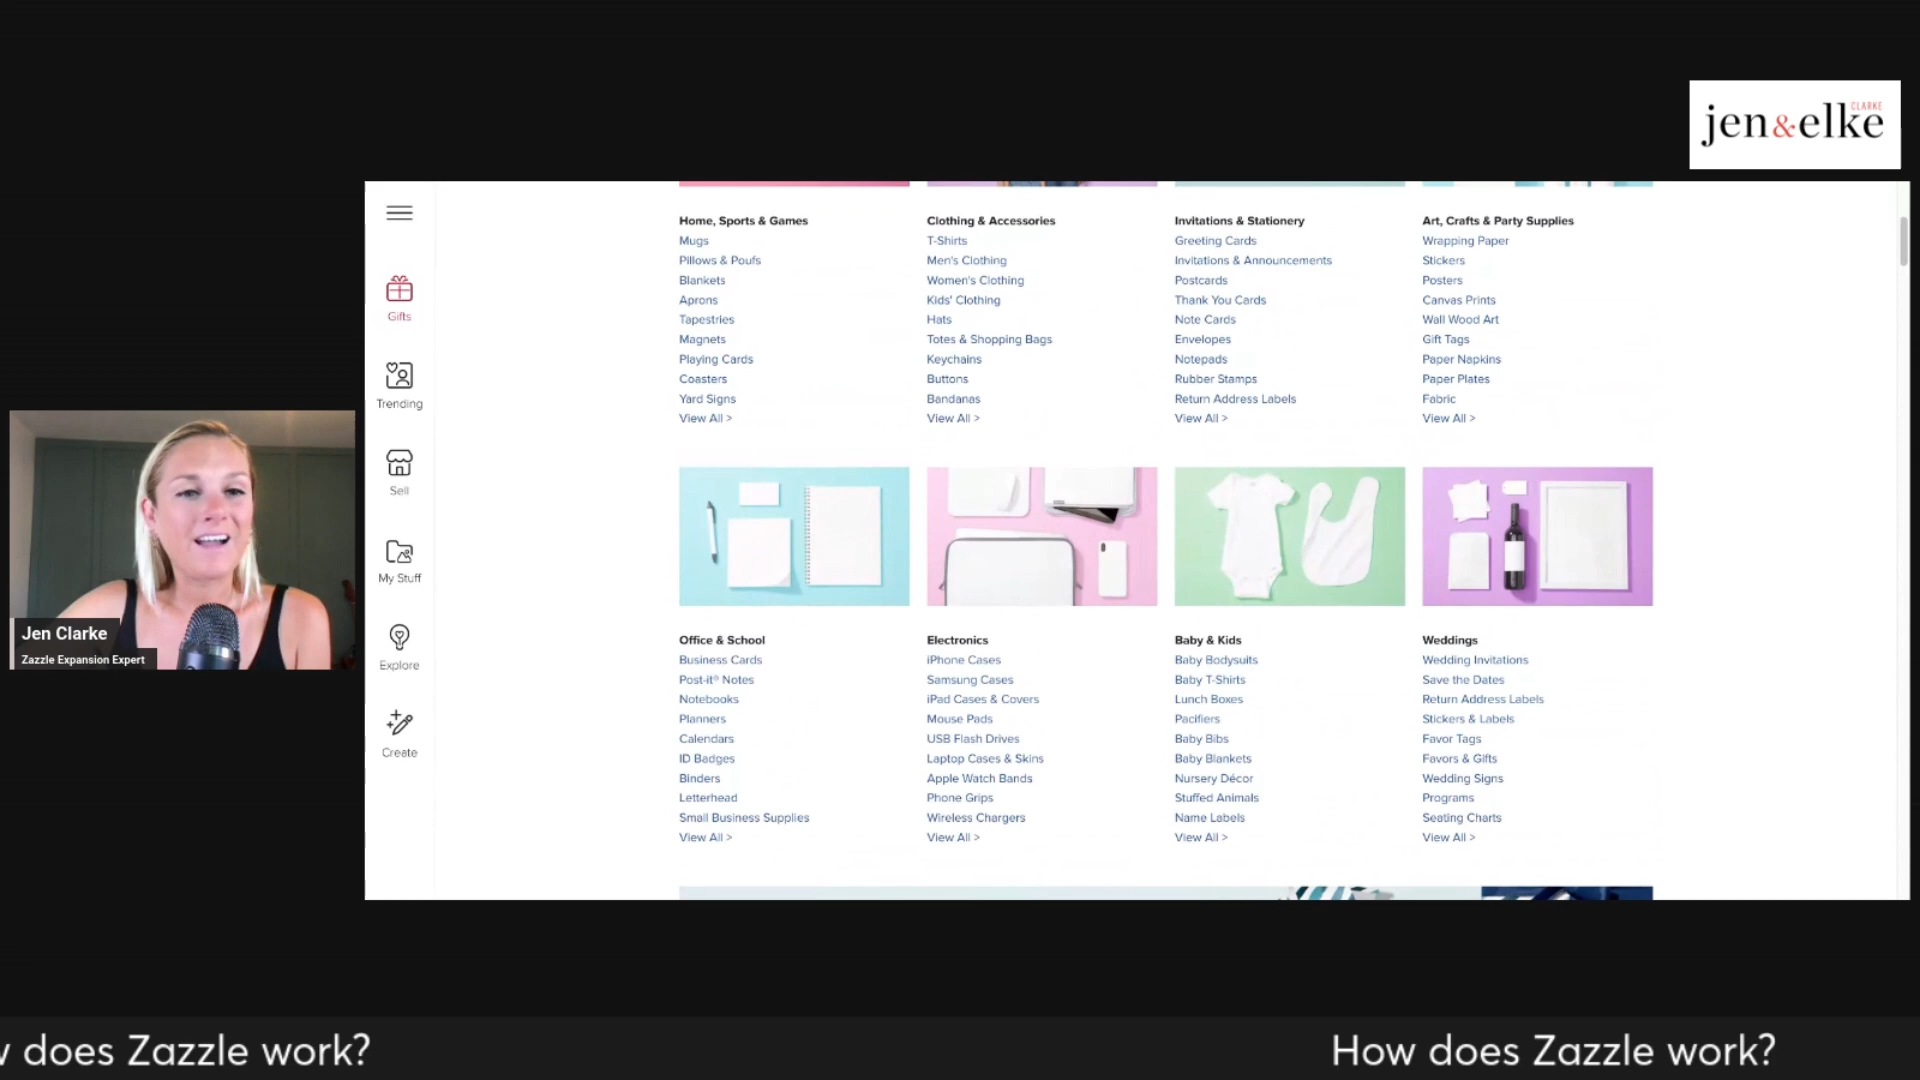 CLARKE
jen&elke
Gifts
Trending
Sell
My Stuff
Explore
Create
Home, Sports & Games
Mugs
Pillows & Poufs
Blankets
Aprons
Tapestries
Magnets
Playing Cards
Coasters
Yard Signs
View All >
Clothing & Accessories
T-Shirts
Men's Clothing
Women's Clothing
Kids' Clothing
Hats
Totes & Shopping Bags
Keychains
Buttons
Bandanas
View All >
Invitations & Stationery
Greeting Cards
Invitations & Announcements
Postcards
Thank You Cards
Note Cards
Envelopes
Notepads
Rubber Stamps
Return Address Labels
View All >
Art, Crafts & Party Supplies
Wrapping Paper
Stickers
Posters
Canvas Prints
Wall Wood Art
Gift Tags
Paper Napkins
Paper Plates
Fabric
View All >
Office & School
Business Cards
Post-it® Notes
Notebooks
Planners
Calendars
ID Badges
Binders
Letterhead
Small Business Supplies
View All >
Electronics
iPhone Cases
Samsung Cases
iPad Cases & Covers
Mouse Pads
USB Flash Drives
Laptop Cases & Skins
Apple Watch Bands
Phone Grips
Wireless Chargers
View All >
Baby & Kids
Baby Bodysuits
Baby T-Shirts
Lunch Boxes
Pacifiers
Baby Bibs
Baby Blankets
Nursery Décor
Stuffed Animals
Name Labels
View All >
Weddings
Wedding Invitations
Save the Dates
Return Address Labels
Stickers & Labels
Favor Tags
Favors & Gifts
Wedding Signs
Programs
Seating Charts
View All >
Jen Clarke
Zazzle Expansion Expert
w does Zazzle work?
How does Zazzle work?